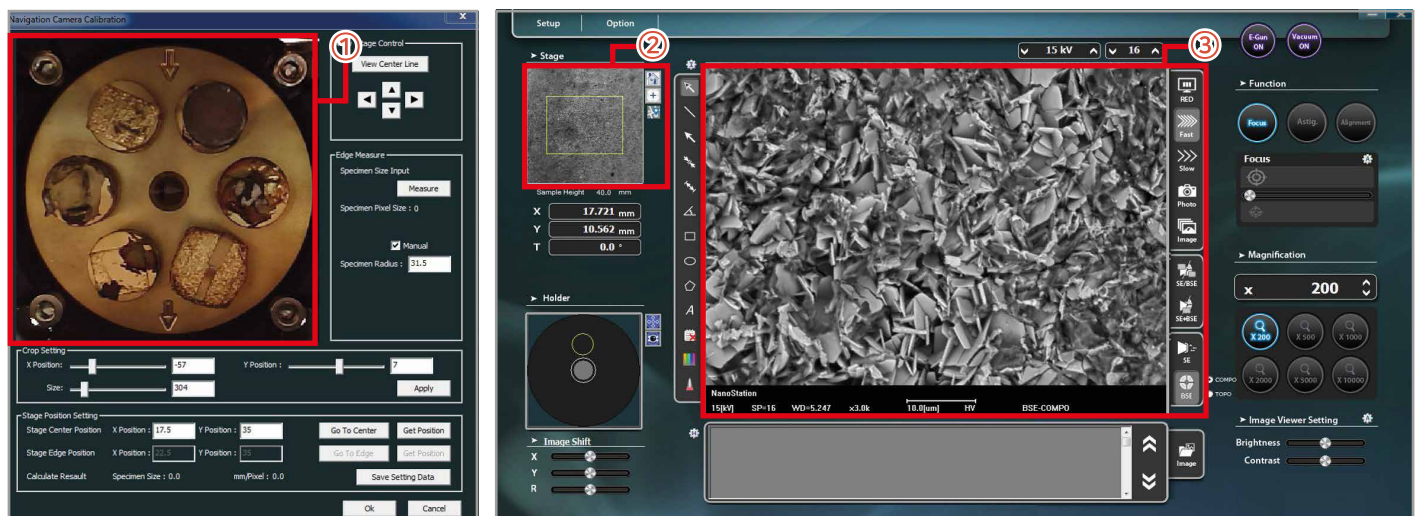 Navigation Camera Calibration
X
①
Stage Control
View Center Line
Edge Measure
Specimen Size Input
Measure
Specimen Pixel Size : 0
Manual
Specimen Radius : 31.5
Crop Setting
X Position: -57 Y Position : 7
Size: 304 Apply
Stage Position Setting
Stage Center Position X Position : 17.5 Y Position : 35 Go To Center Get Position
Stage Edge Position X Position : 22.5 Y Position : 35 Go To Edge Get Position
Calculate Resault Specimen Size : 0.0 mm/Pixel : 0.0 Save Setting Data
Ok Cancel
Setup Option
Stage
②
Sample Height 40.0 mm
X 17.721 mm
Y 10.562 mm
T 0.0 °
Holder
Image Shift
X
Y
R
15 kV 16
③
A
NanoStation
15[kV] SP=16 WD=5.247 x3.0k 10.0[um] HV BSE-COMPO
RED
Fast
Slow
Photo
Image
SE/BSE
SE+BSE
SE
BSE
COMPO
TOPO
Image
E-Gun
ON
Vacuum
ON
Function
Focus Astig. Alignment
Focus
Magnification
x 200
X 200 X 500 X 1000
X 2000 X 5000 X 10000
Image Viewer Setting
Brightness
Contrast